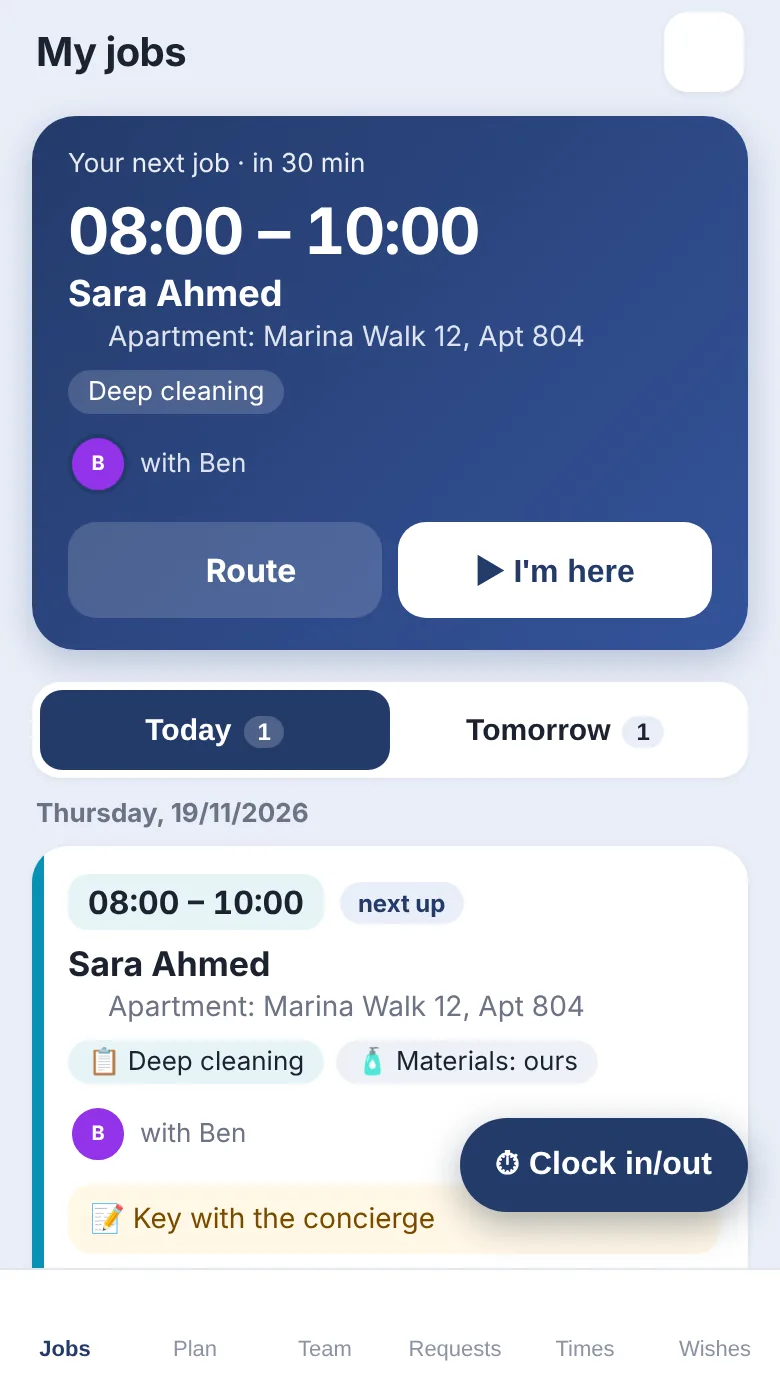 My jobs
Your next job · in 30 min
08:00 – 10:00
Sara Ahmed
Apartment: Marina Walk 12, Apt 804
Deep cleaning
B with Ben
Route ▶ I'm here
Today 1 Tomorrow 1
Thursday, 19/11/2026
08:00 – 10:00 next up
Sara Ahmed
Apartment: Marina Walk 12, Apt 804
📋 Deep cleaning 🧴 Materials: ours
B with Ben
⏱ Clock in/out
📝 Key with the concierge
Jobs Plan Team Requests Times Wishes